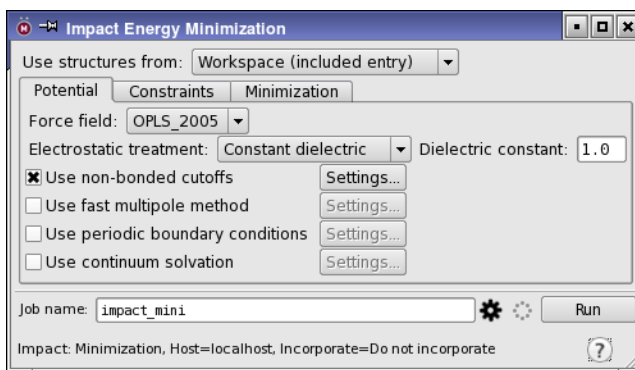 Impact Energy Minimization
Use structures from: Workspace (included entry)
Potential Constraints Minimization
Force field: OPLS_2005
Electrostatic treatment: Constant dielectric Dielectric constant: 1.0
Use non-bonded cutoffs Settings...
Use fast multipole method Settings...
Use periodic boundary conditions Settings...
Use continuum solvation Settings...
Job name: impact_mini Run
Impact: Minimization, Host=localhost, Incorporate=Do not incorporate ?